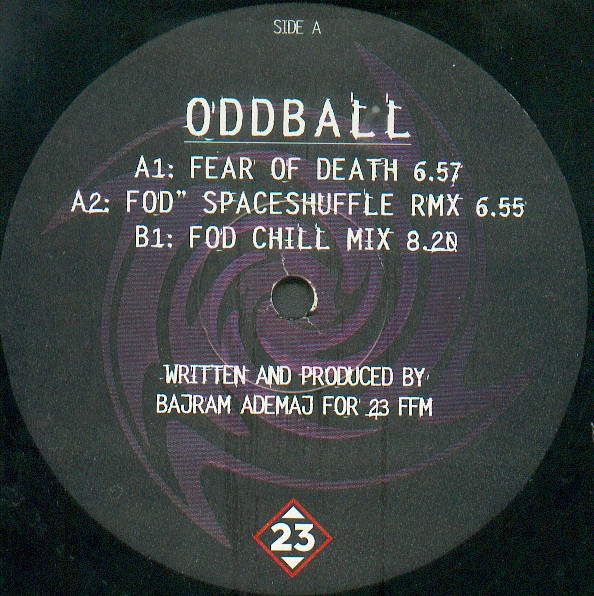 SIDE A
ODDBALL
A1: FEAR OF DEATH 6.57
A2: FOD" SPACESHUFFLE RMX 6.55
B1: FOD CHILL MIX 8.20
WRITTEN AND PRODUCED BY
BAJRAM ADEMAJ FOR 23 FFM
23